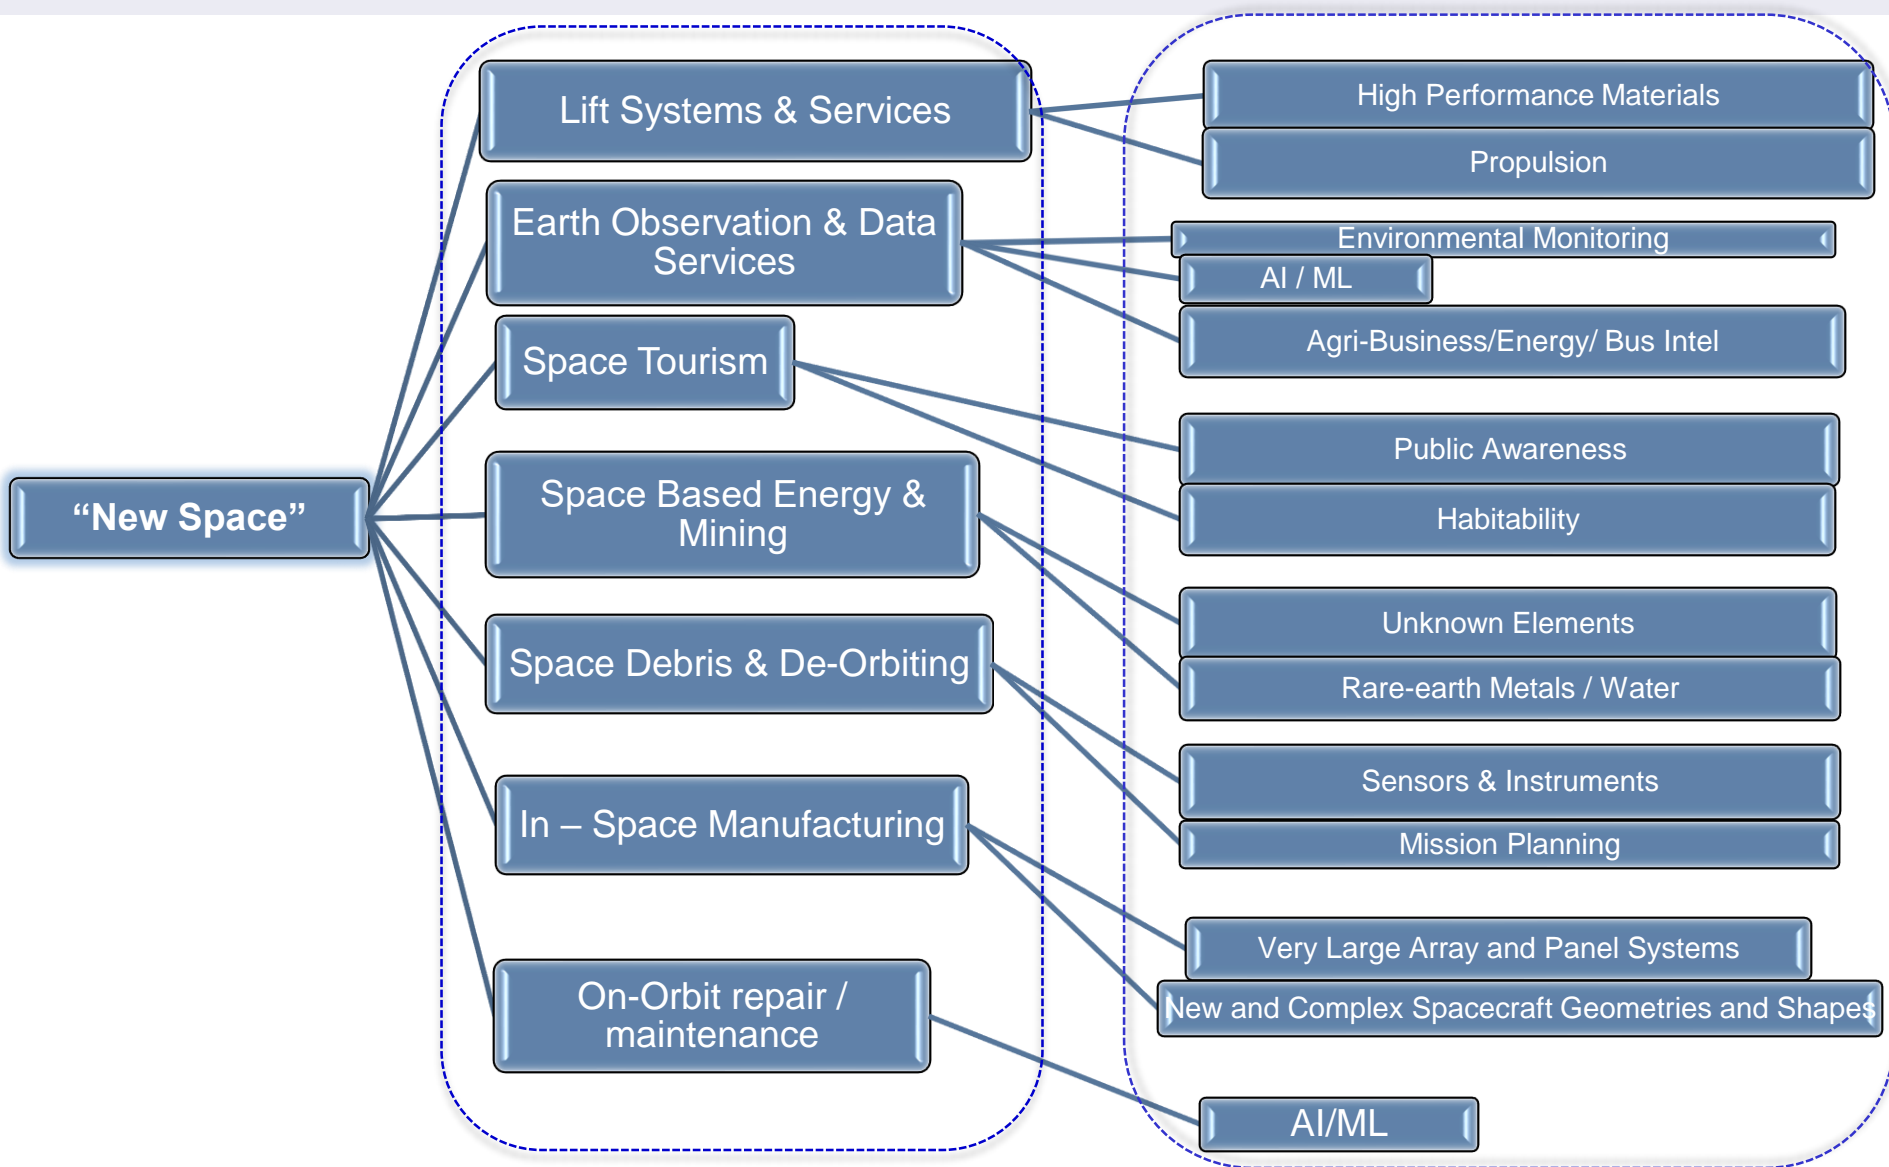 “New Space”
Lift Systems & Services
Earth Observation & Data
Services
Space Tourism
Space Based Energy &
Mining
Space Debris & De-Orbiting
In – Space Manufacturing
On-Orbit repair /
maintenance
High Performance Materials
Propulsion
Environmental Monitoring
AI / ML
Agri-Business/Energy/ Bus Intel
Public Awareness
Habitability
Unknown Elements
Rare-earth Metals / Water
Sensors & Instruments
Mission Planning
Very Large Array and Panel Systems
New and Complex Spacecraft Geometries and Shapes
AI/ML